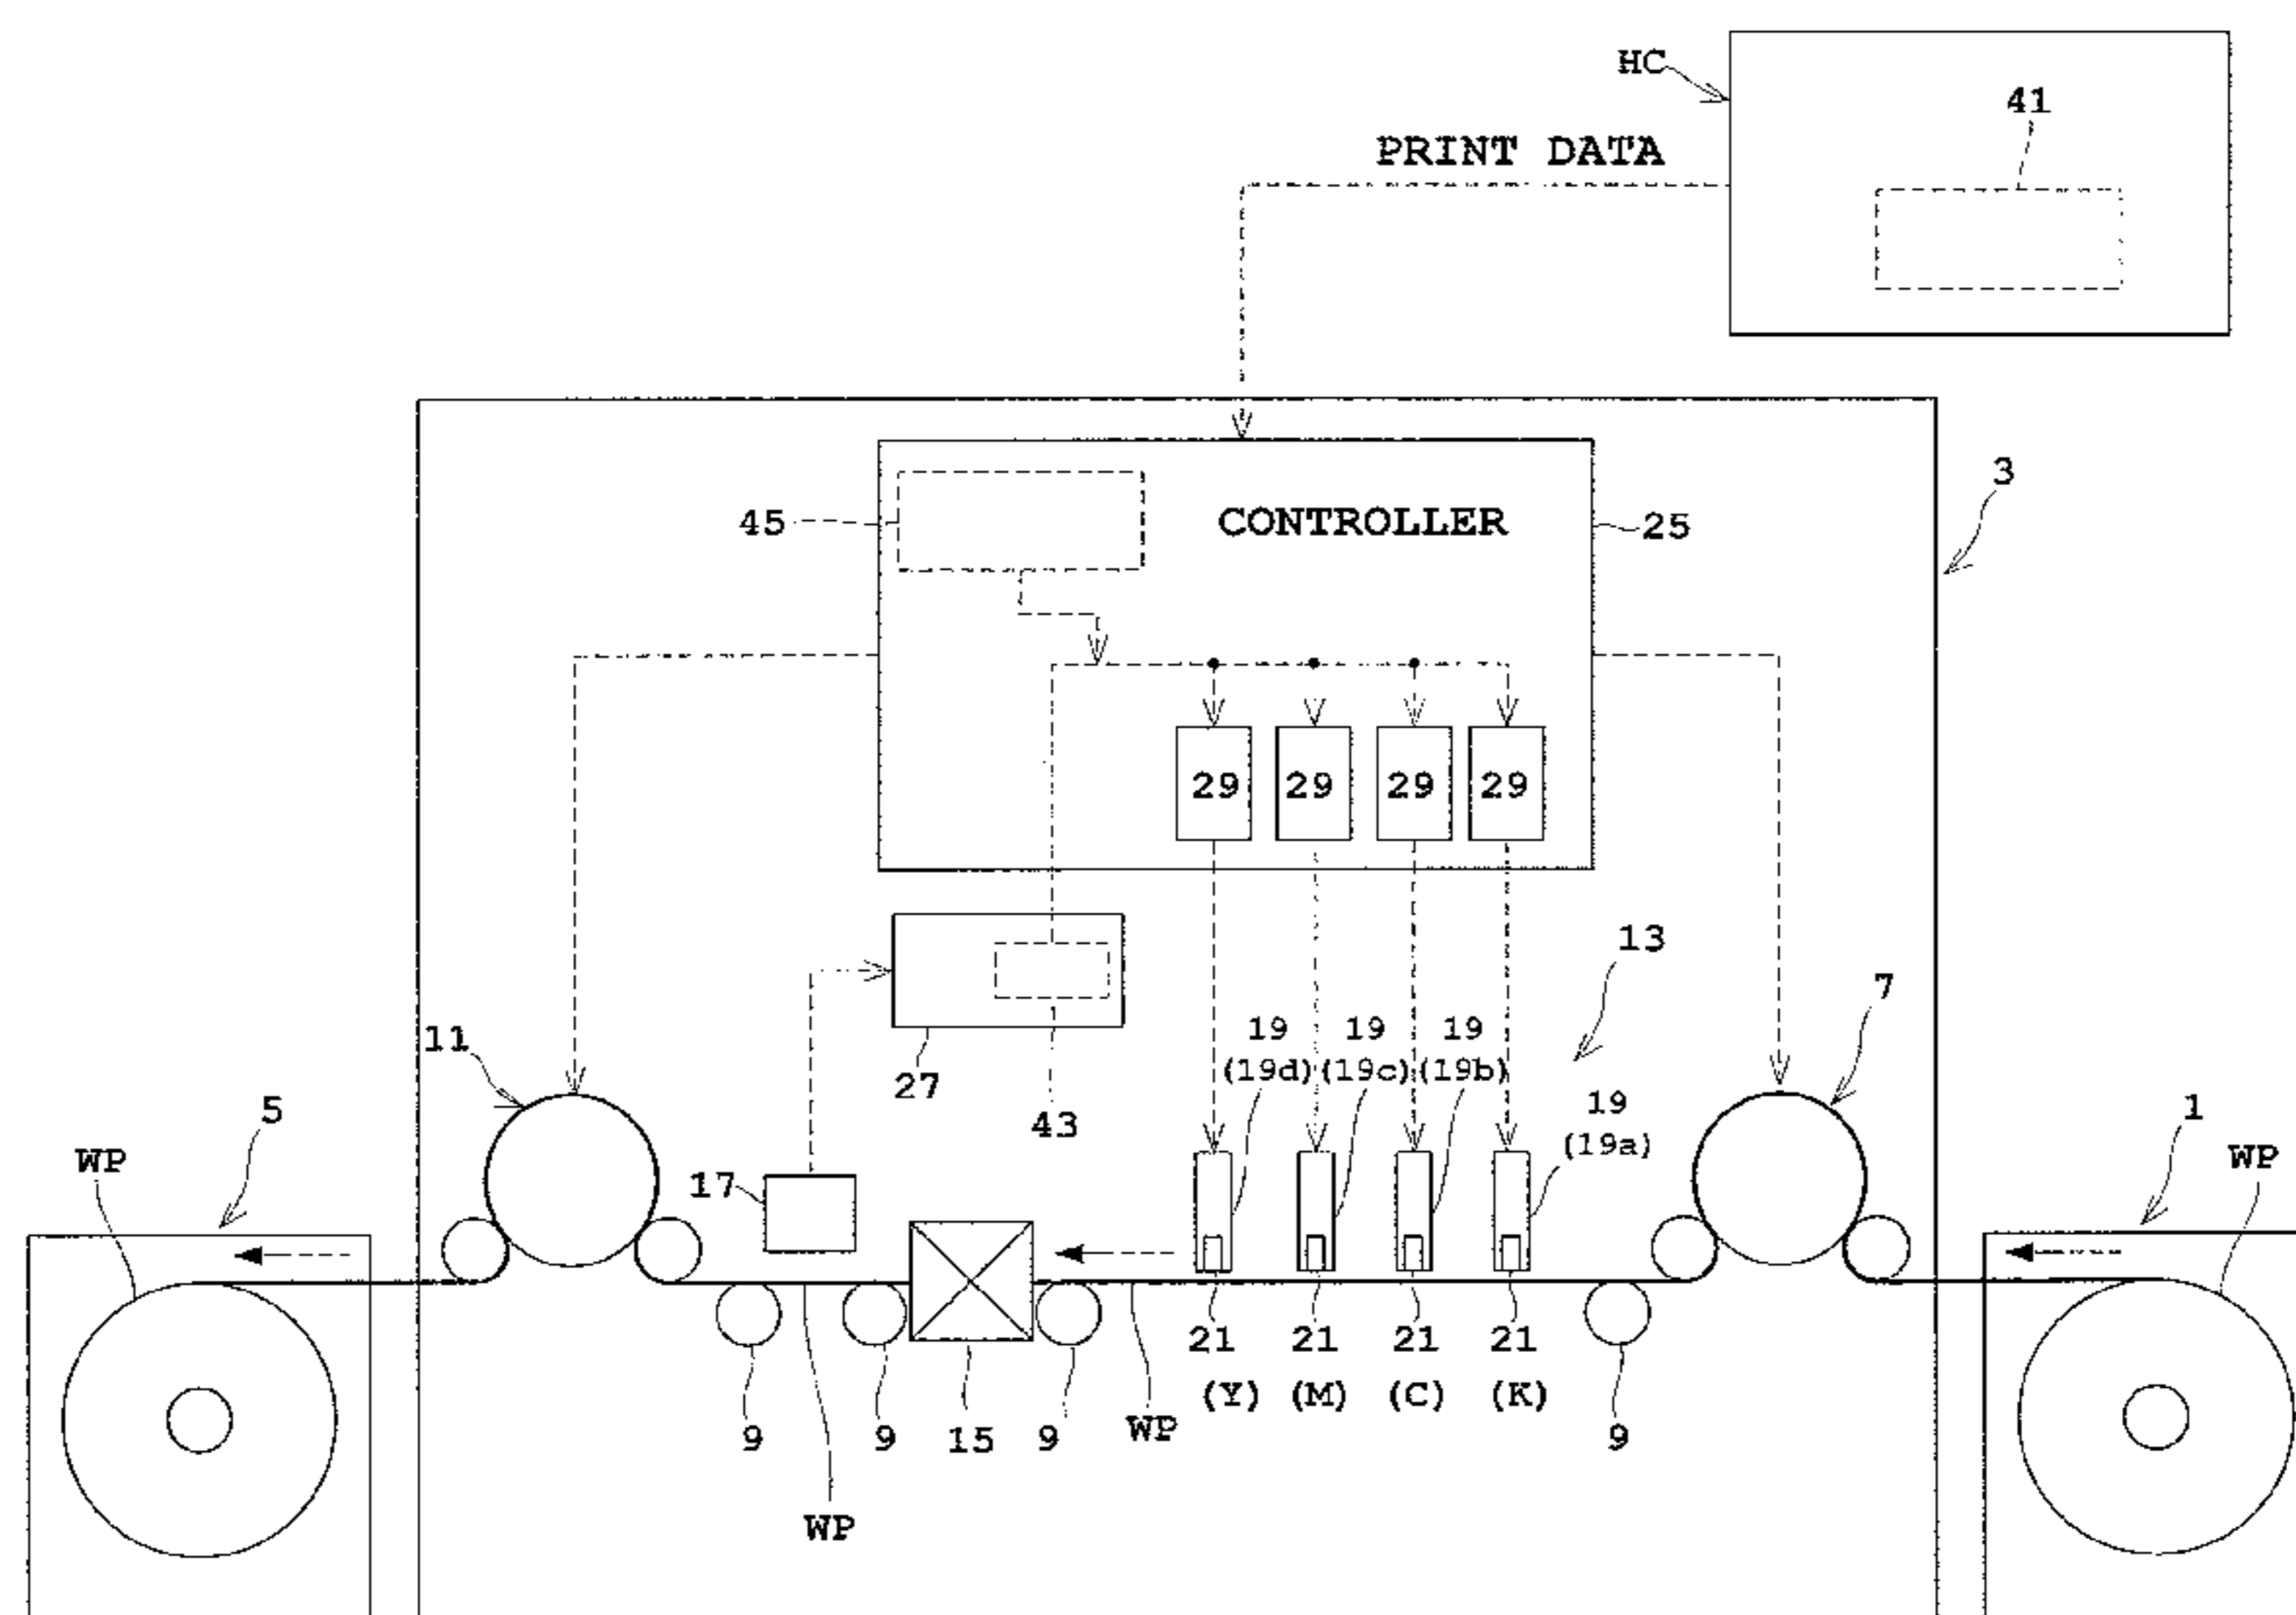 HC
41
PRINT DATA
3
45
CONTROLLER
25
29 29 29 29
13
7
11
27
43
19 19 19
(19d) (19c) (19b)
19
(19a)
5
1
WP
WP
17
21 21 21 21
(Y) (M) (C) (K)
9 9 15 9 WP 9
WP